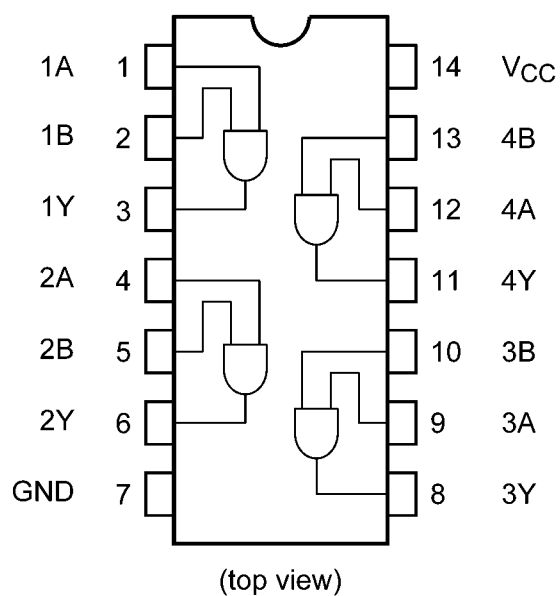 1A 1 14 VCC
1B 2 13 4B
1Y 3 12 4A
2A 4 11 4Y
2B 5 10 3B
2Y 6 9 3A
GND 7 8 3Y
(top view)